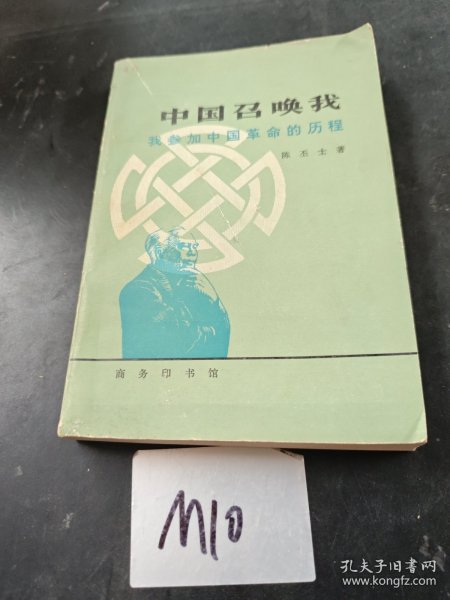 中国召唤我
我参加中国革命的历程
陈丕士著
商务印书馆
M10
孔夫子旧书网
www.kongfz.com